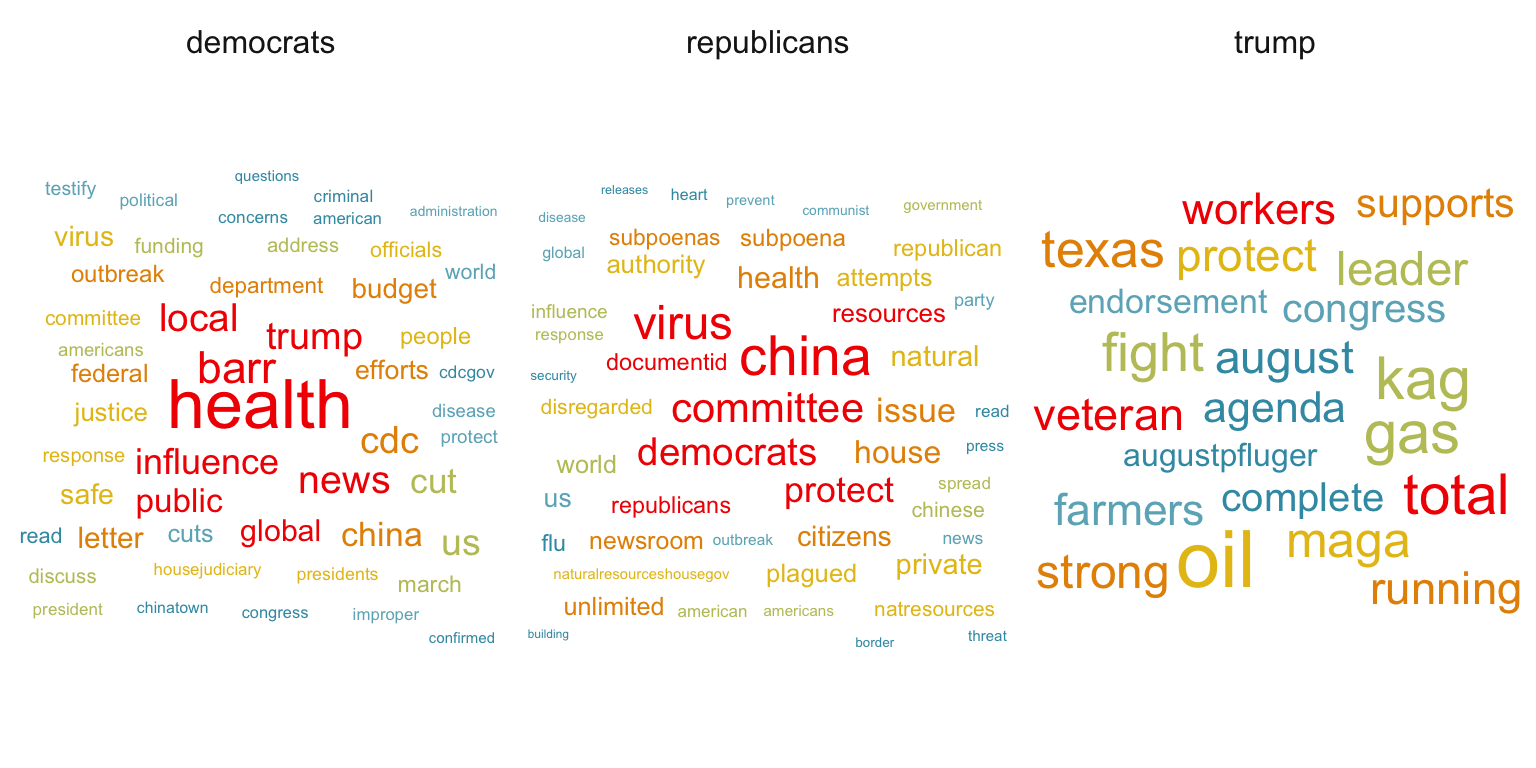 democrats
questions
testify
political
criminal
concerns
american
administration
virus
funding
address
officials
outbreak
department
budget
world
committee
local
trump
people
americans
federal
barr
efforts
cdcgov
health
justice
disease
cdc
protect
response
influence
news
cut
safe
public
read
letter
cuts
global
china
us
discuss
housejudiciary
presidents
march
president
chinatown
congress
improper
confirmed
republicans
releases
heart
prevent
communist
government
disease
global
subpoenas
subpoena
republican
authority
health
attempts
influence
response
virus
resources
party
documentid
china
natural
security
disregarded
committee
issue
read
world
democrats
house
press
us
republicans
protect
spread
chinese
flu
newsroom
outbreak
citizens
news
naturalresourceshousegov
plagued
private
unlimited
american
americans
natresources
building
border
threat
trump
workers
supports
texas
protect
leader
endorsement
congress
fight
august
kag
veteran
agenda
gas
augustpfluger
farmers
complete
total
strong
oil
maga
running